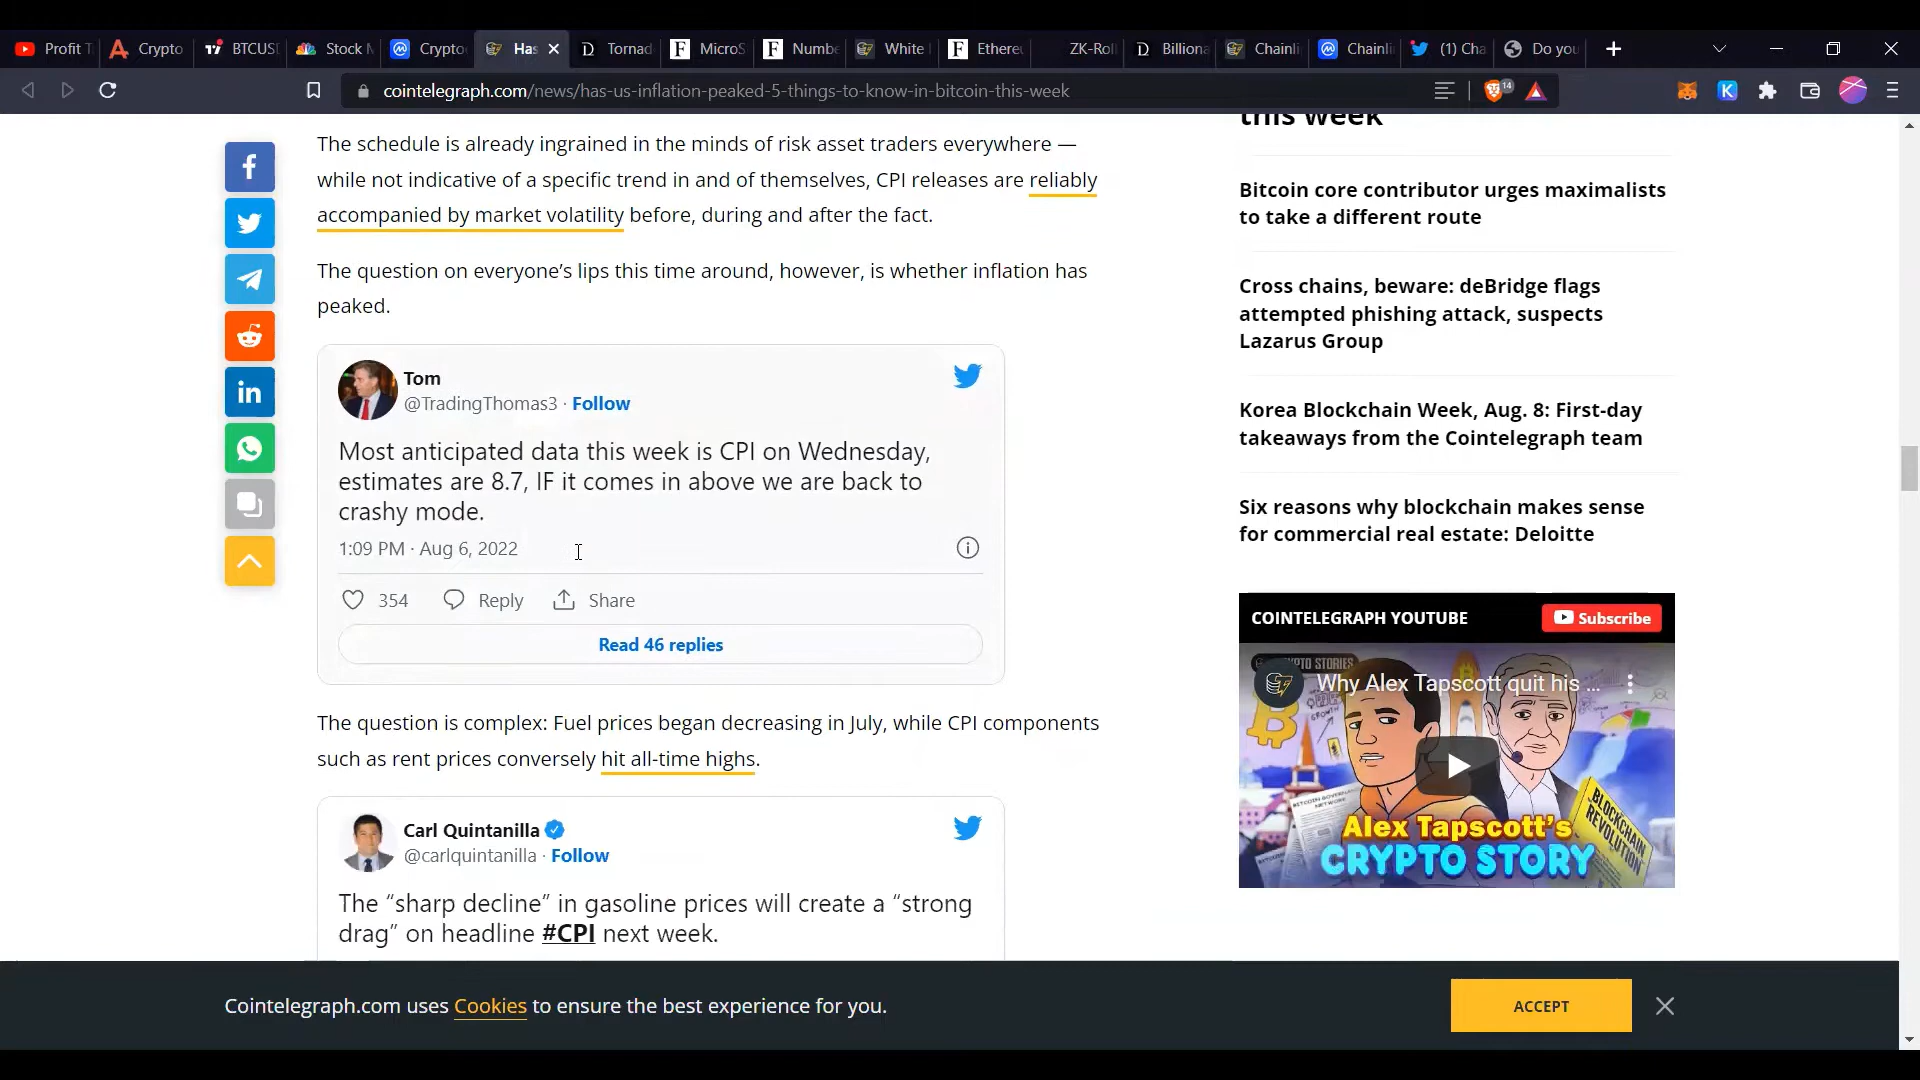 Profit T
Crypto
BTCUS
Stock M
Crypto
Has
Tornad
MicroS
Numbe
White
Ethere
ZK-Roll
Billiona
Chainli
Chainli
(1) Cha
Do you
cointelegraph.com/news/has-us-inflation-peaked-5-things-to-know-in-bitcoin-this-week
14
The schedule is already ingrained in the minds of risk asset traders everywhere —
while not indicative of a specific trend in and of themselves, CPI releases are reliably
accompanied by market volatility before, during and after the fact.
The question on everyone’s lips this time around, however, is whether inflation has
peaked.
Tom
@TradingThomas3 · Follow
Most anticipated data this week is CPI on Wednesday,
estimates are 8.7, IF it comes in above we are back to
crashy mode.
1:09 PM · Aug 6, 2022
354 Reply Share
Read 46 replies
The question is complex: Fuel prices began decreasing in July, while CPI components
such as rent prices conversely hit all-time highs.
Carl Quintanilla
@carlquintanilla · Follow
The “sharp decline” in gasoline prices will create a “strong
drag” on headline #CPI next week.
this week
Bitcoin core contributor urges maximalists
to take a different route
Cross chains, beware: deBridge flags
attempted phishing attack, suspects
Lazarus Group
Korea Blockchain Week, Aug. 8: First-day
takeaways from the Cointelegraph team
Six reasons why blockchain makes sense
for commercial real estate: Deloitte
COINTELEGRAPH YOUTUBE
Subscribe
CRYPTO STORIES
Why Alex Tapscott quit his ...
BLOCKCHAIN
REVOLUTION
Alex Tapscott's
CRYPTO STORY
Cointelegraph.com uses Cookies to ensure the best experience for you.
ACCEPT